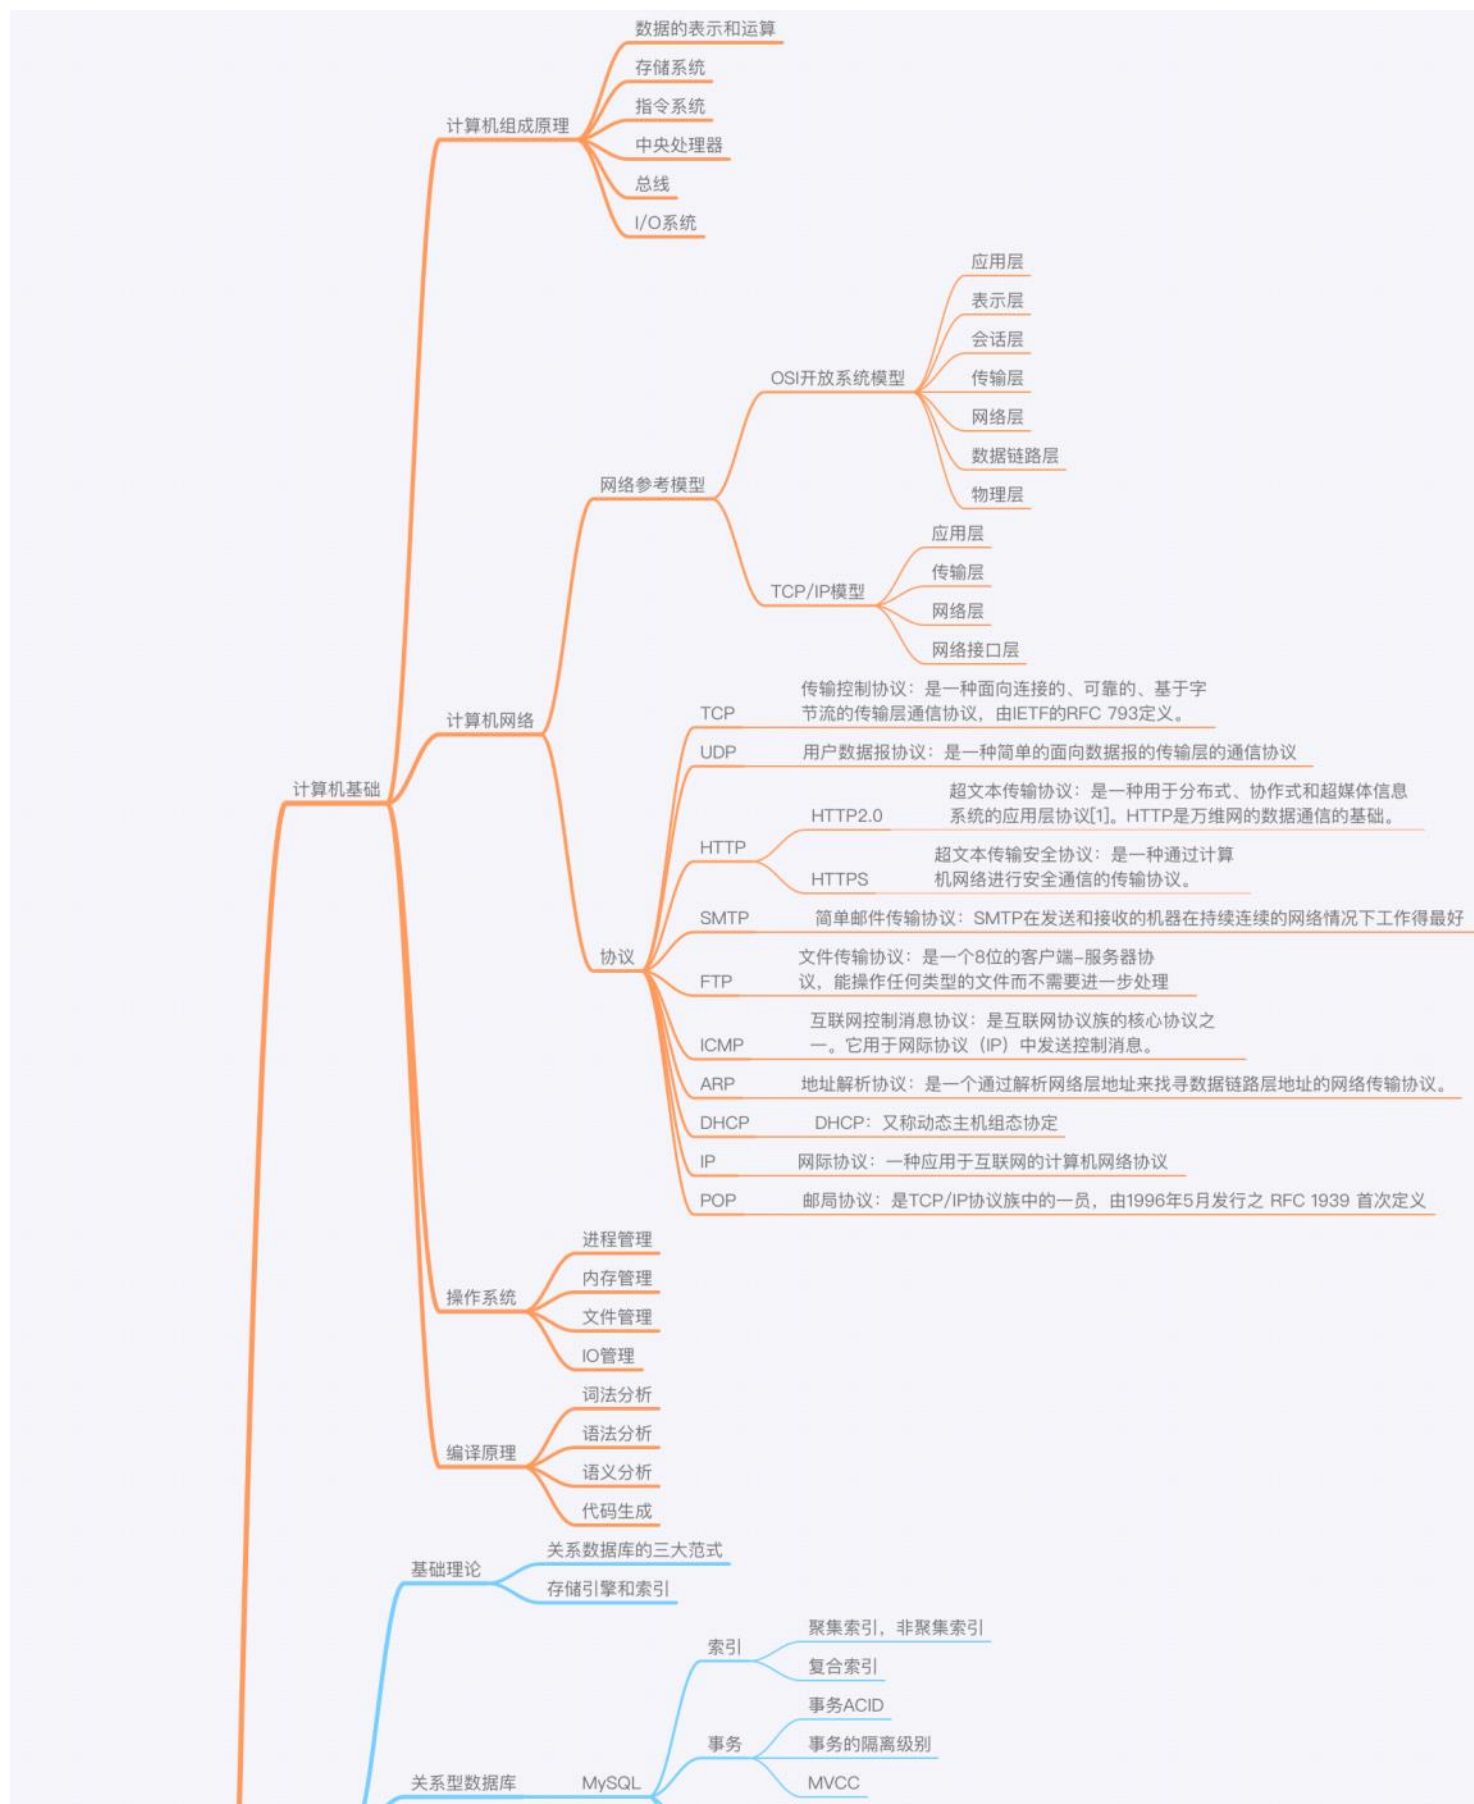 数据的表示和运算
存储系统
指令系统
计算机组成原理
中央处理器
总线
I/O系统
应用层
表示层
会话层
OSI开放系统模型
传输层
网络层
数据链路层
网络参考模型
物理层
应用层
传输层
TCP/IP模型
网络层
网络接口层
传输控制协议：是一种面向连接的、可靠的、基于字
节流的传输层通信协议，由IETF的RFC 793定义。
TCP
计算机网络
UDP
用户数据报协议：是一种简单的面向数据报的传输层的通信协议
计算机基础
超文本传输协议：是一种用于分布式、协作式和超媒体信息
系统的应用层协议[1]。HTTP是万维网的数据通信的基础。
HTTP2.0
HTTP
超文本传输安全协议：是一种通过计算
机网络进行安全通信的传输协议。
HTTPS
SMTP
简单邮件传输协议：SMTP在发送和接收的机器在持续连续的网络情况下工作得最好
协议
文件传输协议：是一个8位的客户端-服务器协
议，能操作任何类型的文件而不需要进一步处理
FTP
互联网控制消息协议：是互联网协议族的核心协议之
一。它用于网际协议（IP）中发送控制消息。
ICMP
ARP
地址解析协议：是一个通过解析网络层地址来找寻数据链路层地址的网络传输协议。
DHCP
DHCP：又称动态主机组态协定
IP
网际协议：一种应用于互联网的计算机网络协议
POP
邮局协议：是TCP/IP协议族中的一员，由1996年5月发行之 RFC 1939 首次定义
进程管理
内存管理
操作系统
文件管理
IO管理
词法分析
语法分析
编译原理
语义分析
代码生成
关系数据库的三大范式
基础理论
存储引擎和索引
聚集索引，非聚集索引
索引
复合索引
事务ACID
事务
事务的隔离级别
关系型数据库
MySQL
MVCC